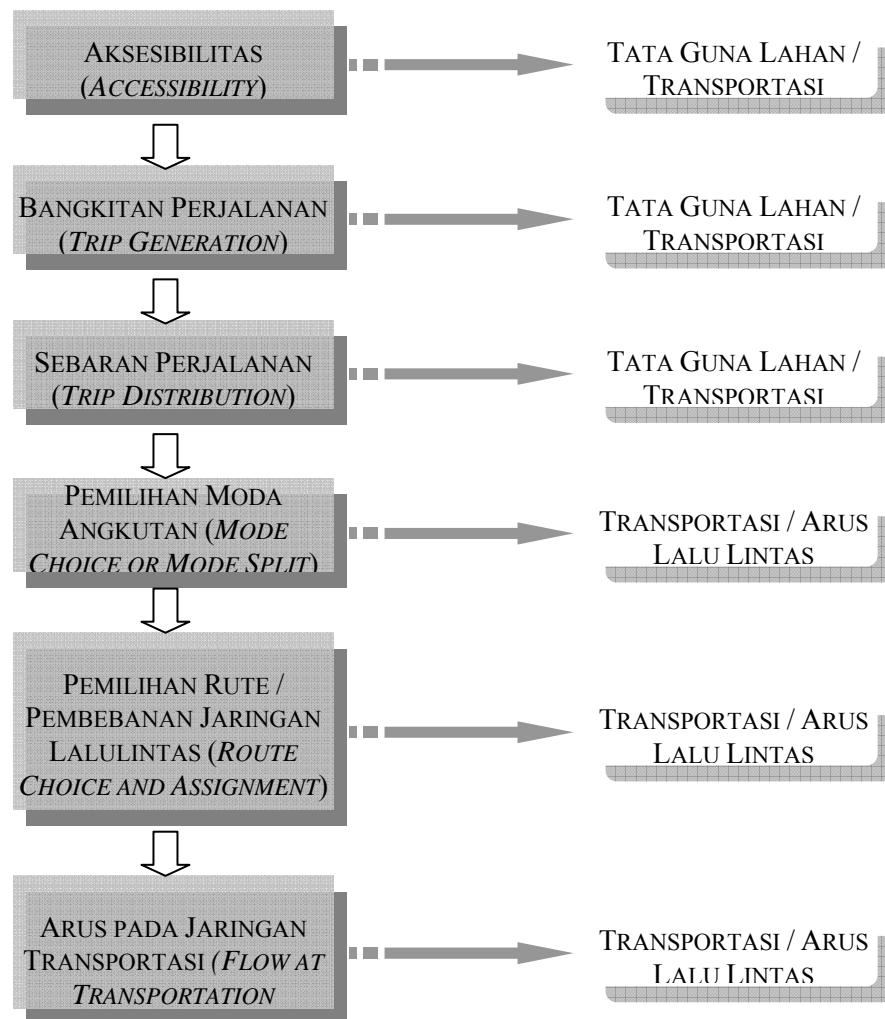 AKSESIBILITAS
(ACCESSIBILITY)
TATA GUNA LAHAN /
TRANSPORTASI
BANGKITAN PERJALANAN
(TRIP GENERATION)
TATA GUNA LAHAN /
TRANSPORTASI
SEBARAN PERJALANAN
(TRIP DISTRIBUTION)
TATA GUNA LAHAN /
TRANSPORTASI
PEMILIHAN MODA
ANGKUTAN (MODE
CHOICE OR MODE SPLIT)
TRANSPORTASI / ARUS
LALU LINTAS
PEMILIHAN RUTE /
PEMBEBANAN JARINGAN
LALULINTAS (ROUTE
CHOICE AND ASSIGNMENT)
TRANSPORTASI / ARUS
LALU LINTAS
ARUS PADA JARINGAN
TRANSPORTASI (FLOW AT
TRANSPORTATION
TRANSPORTASI / ARUS
LALU LINTAS